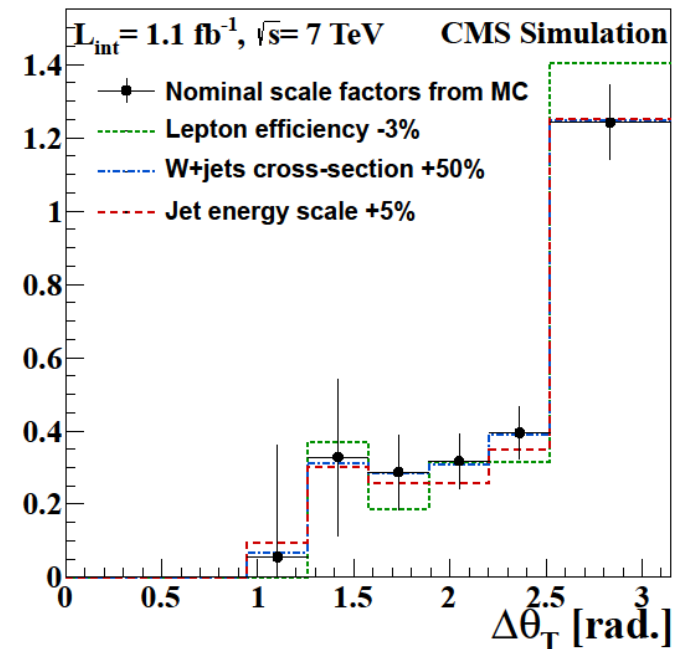 L_int = 1.1 fb⁻¹, √s = 7 TeV CMS Simulation
Nominal scale factors from MC
Lepton efficiency -3%
W+jets cross-section +50%
Jet energy scale +5%
1.4
1.2
1
0.8
0.6
0.4
0.2
0
0 0.5 1 1.5 2 2.5 3
Δθ_T [rad.]